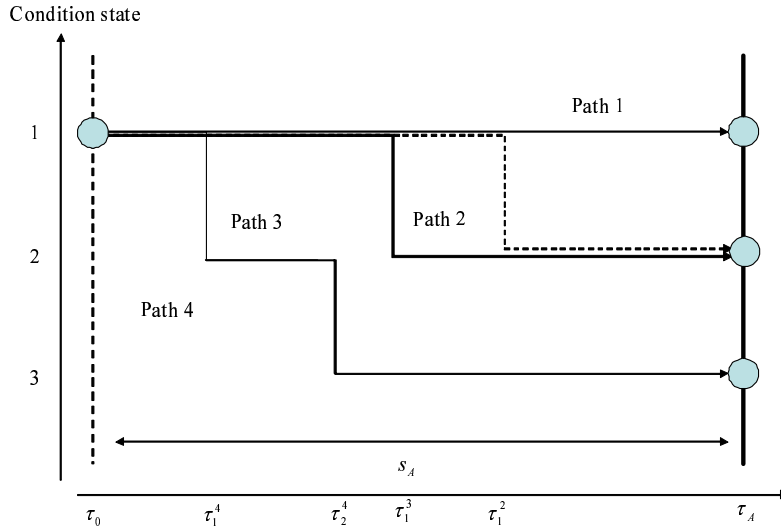 Condition state
Path 1
1
Path 3
Path 2
2
Path 4
3
s_A
τ_0
τ_1^4
τ_2^4
τ_1^3
τ_1^2
τ_A